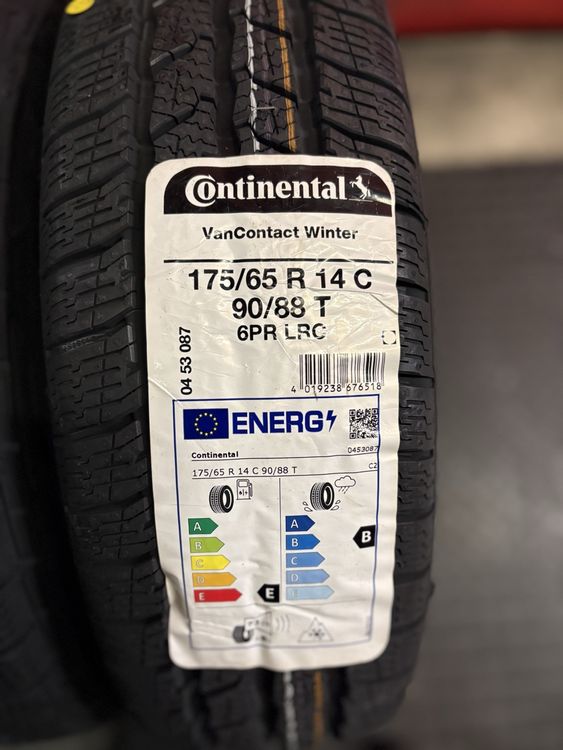 Continental
VanContact Winter
175/65 R 14 C
90/88 T
6PR LRC
04 53 087
4 019238 676518
ENERG
Continental
0453087
175/65 R 14 C 90/88 T
C2
A
B
C
D
E
E
A
B
C
D
E
B